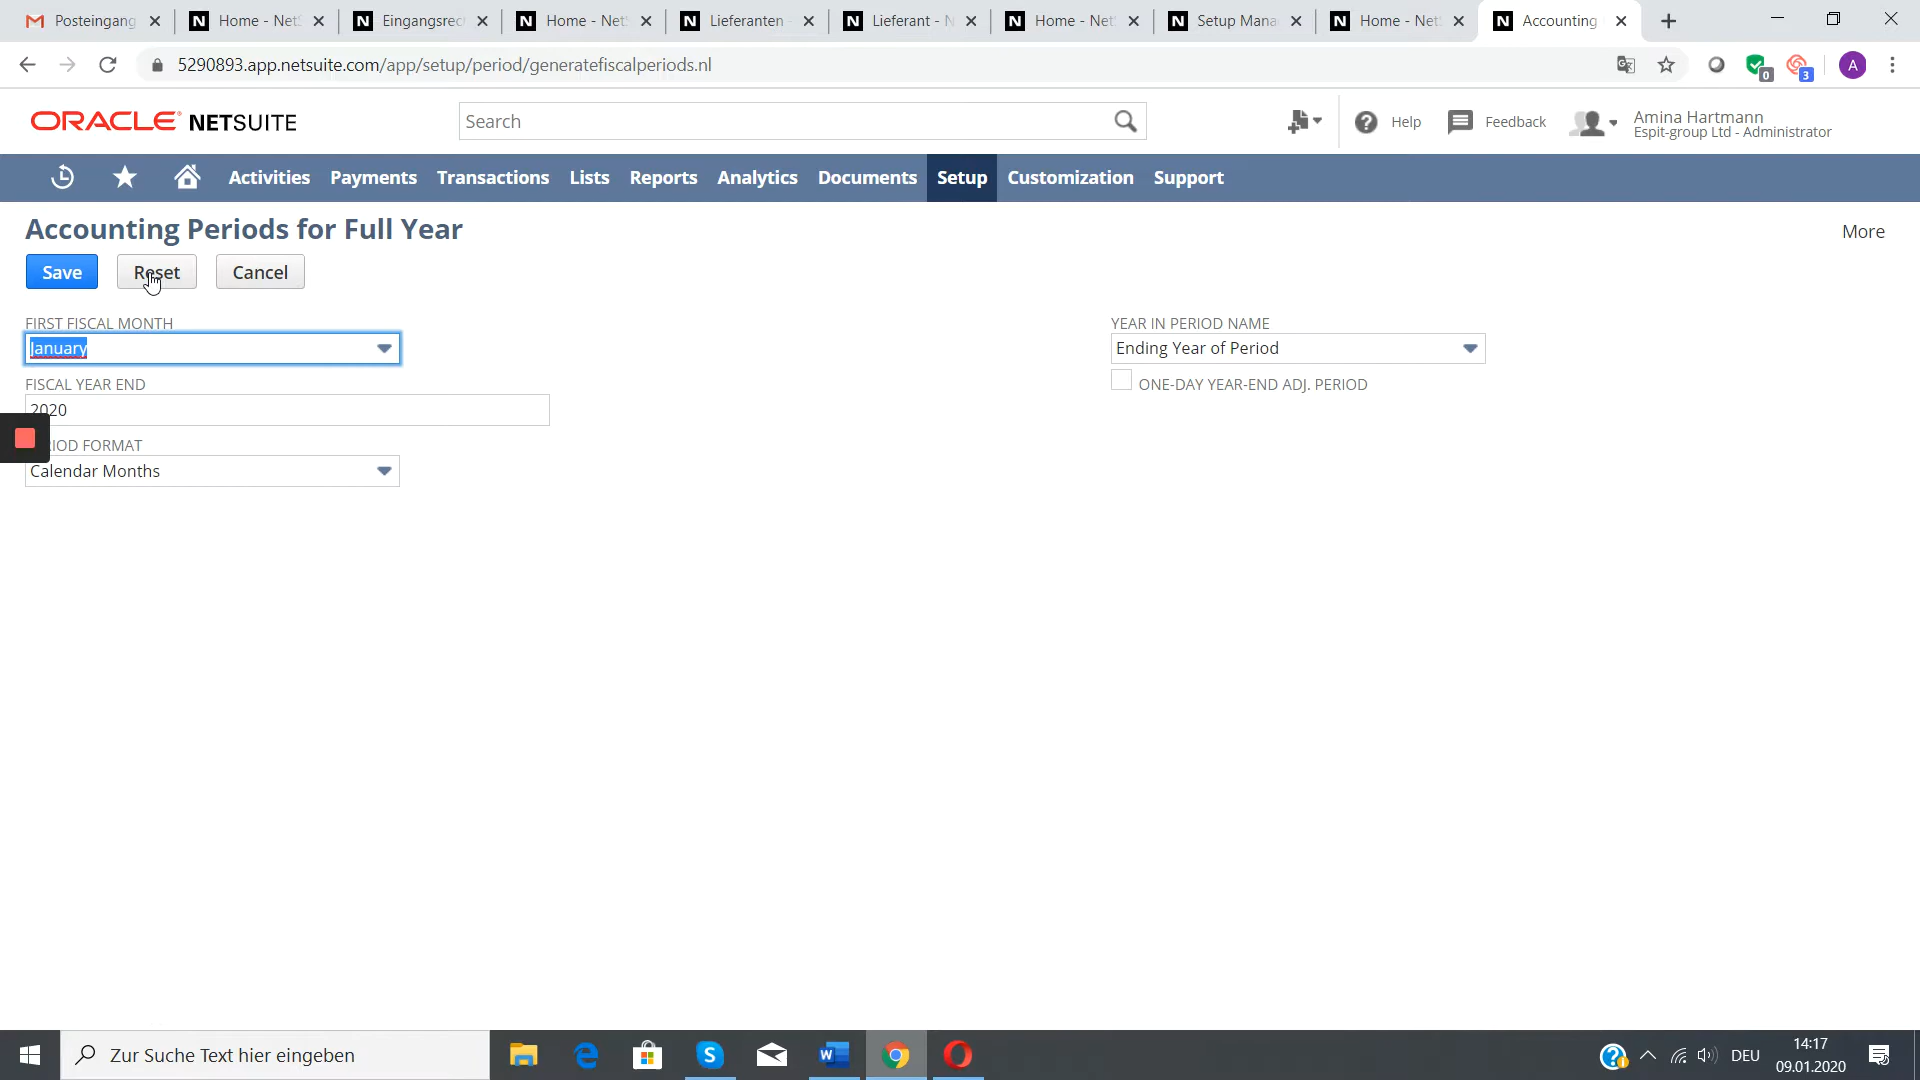 Posteingang
Home - Net
Eingangsrec
Home - Net
Lieferanten -
Lieferant - N
Home - Net
Setup Mana
Home - Net
Accounting
5290893.app.netsuite.com/app/setup/period/generatefiscalperiods.nl
0
3
A
ORACLE NETSUITE
Search
Help
Feedback
Amina Hartmann
Espit-group Ltd - Administrator
Activities Payments Transactions Lists Reports Analytics Documents Setup Customization Support
Accounting Periods for Full Year
More
Save
Reset
Cancel
FIRST FISCAL MONTH
January
FISCAL YEAR END
2020
IOD FORMAT
Calendar Months
YEAR IN PERIOD NAME
Ending Year of Period
ONE-DAY YEAR-END ADJ. PERIOD
Zur Suche Text hier eingeben
DEU
14:17
09.01.2020